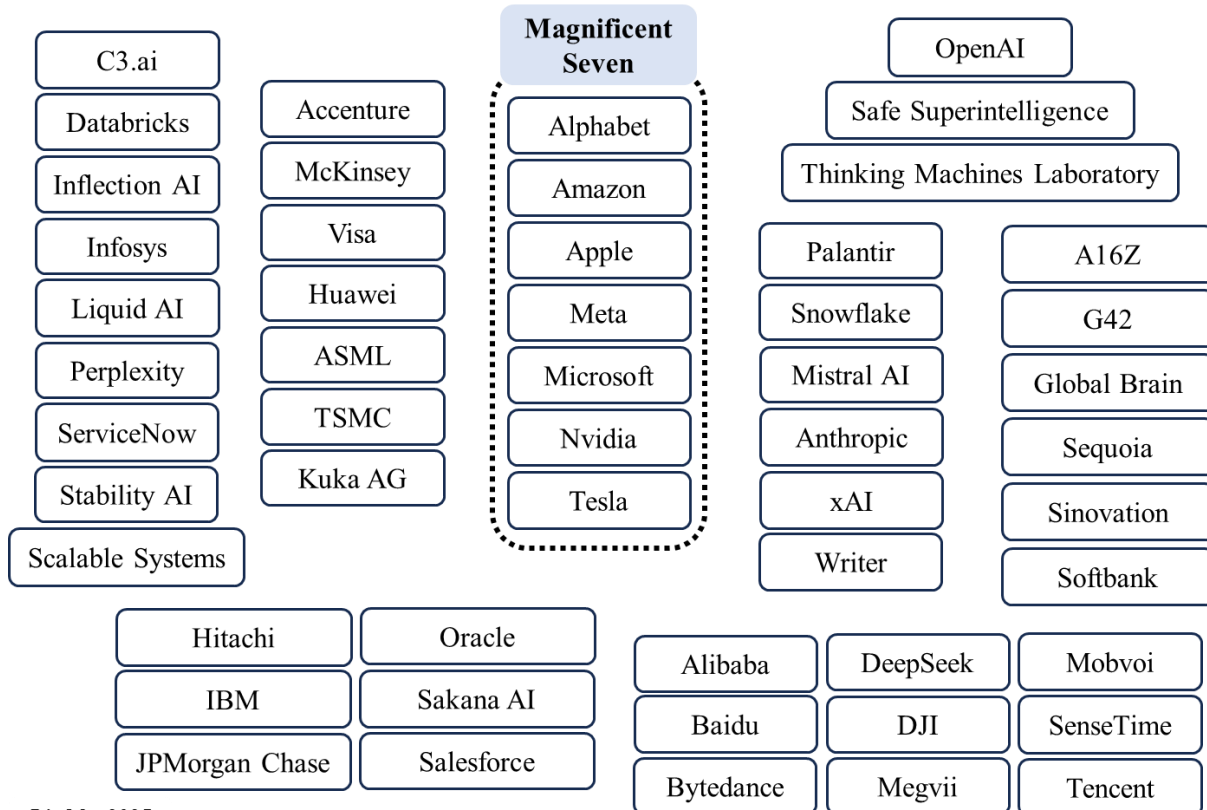 C3.ai
Databricks
Inflection AI
Infosys
Liquid AI
Perplexity
ServiceNow
Stability AI
Scalable Systems
Accenture
McKinsey
Visa
Huawei
ASML
TSMC
Kuka AG
Magnificent
Seven
Alphabet
Amazon
Apple
Meta
Microsoft
Nvidia
Tesla
OpenAI
Safe Superintelligence
Thinking Machines Laboratory
Palantir
Snowflake
Mistral AI
Anthropic
xAI
Writer
A16Z
G42
Global Brain
Sequoia
Sinovation
Softbank
Hitachi
IBM
JPMorgan Chase
Oracle
Sakana AI
Salesforce
Alibaba
Baidu
Bytedance
DeepSeek
DJI
Megvii
Mobvoi
SenseTime
Tencent